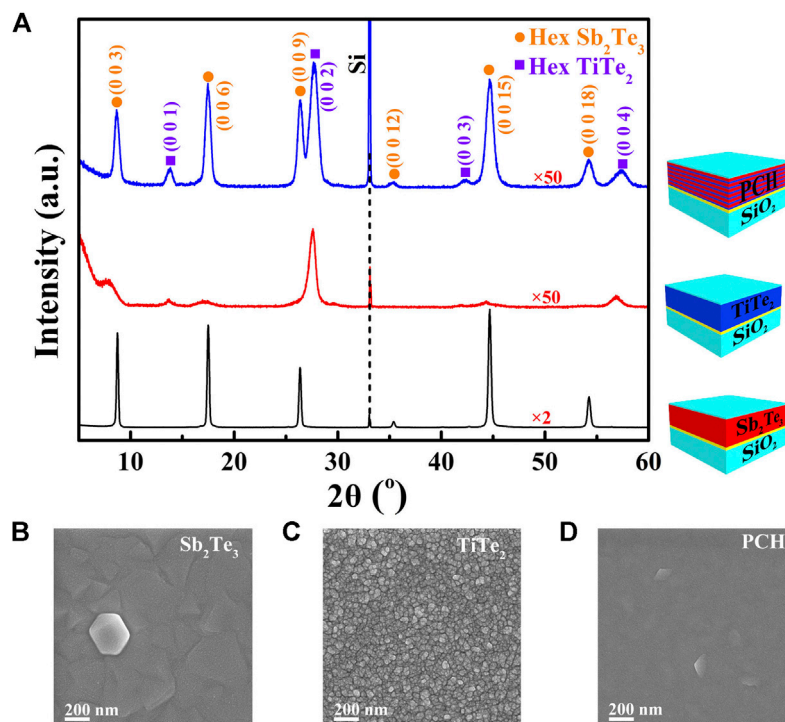 A
Intensity (a.u.)
Hex Sb₂Te₃
Hex TiTe₂
(0 0 3)
(0 0 1)
(0 0 6)
(0 0 9)
(0 0 2)
Si
(0 0 12)
(0 0 3)
(0 0 15)
(0 0 18)
(0 0 4)
×50
×50
×2
10 20 30 40 50 60
2θ (°)
PCH
SiO₂
TiTe₂
SiO₂
Sb₂Te₃
SiO₂
B
Sb₂Te₃
200 nm
C
TiTe₂
200 nm
D
PCH
200 nm